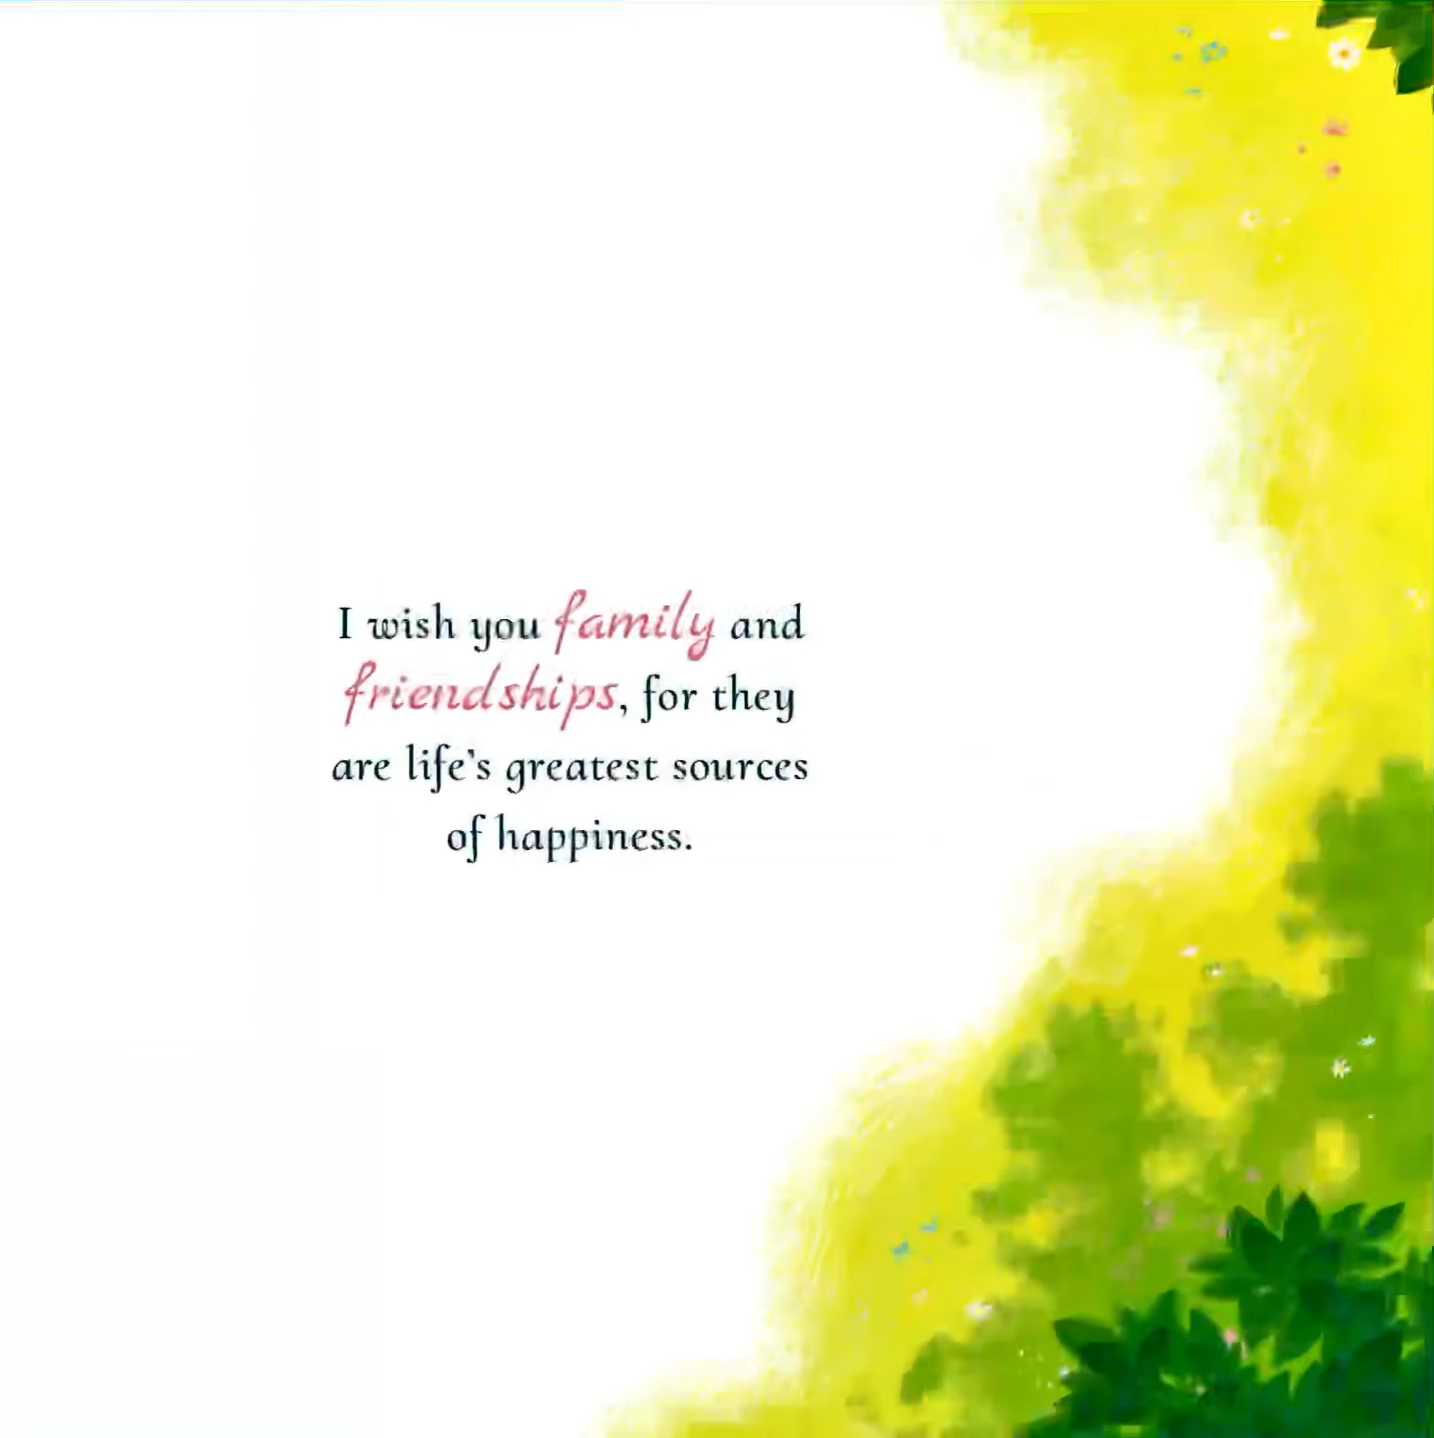 I wish you family and
friendships, for they
are life's greatest sources
of happiness.